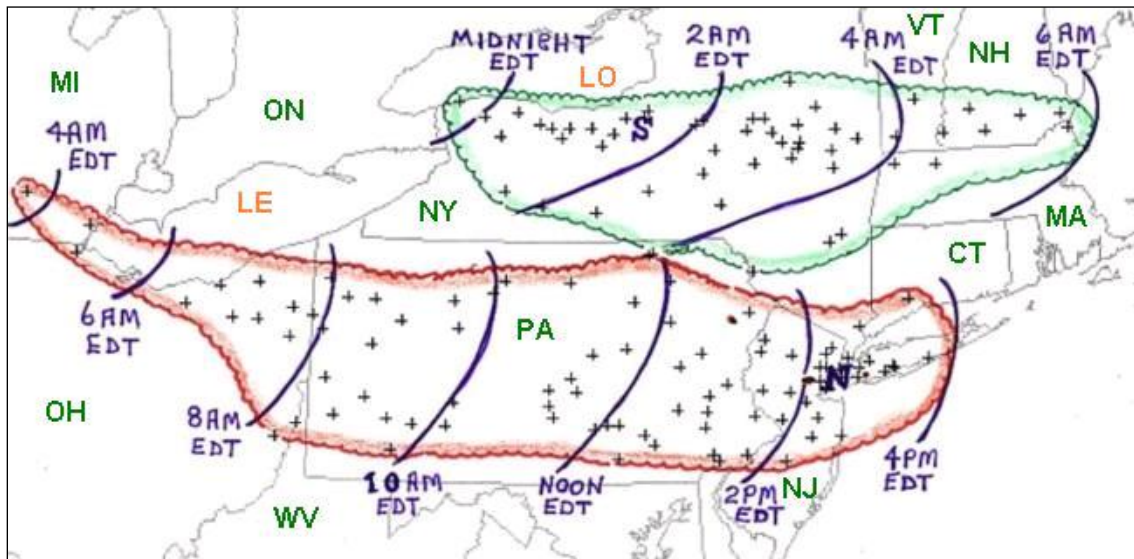 MIDNIGHT
EDT
2AM
EDT
4AM
EDT
VT
NH
6AM
EDT
MI
ON
LO
4AM
EDT
S
LE
NY
MA
CT
6AM
EDT
PA
N
OH
8AM
EDT
10AM
EDT
NOON
EDT
2PM
EDT
NJ
4PM
EDT
WV